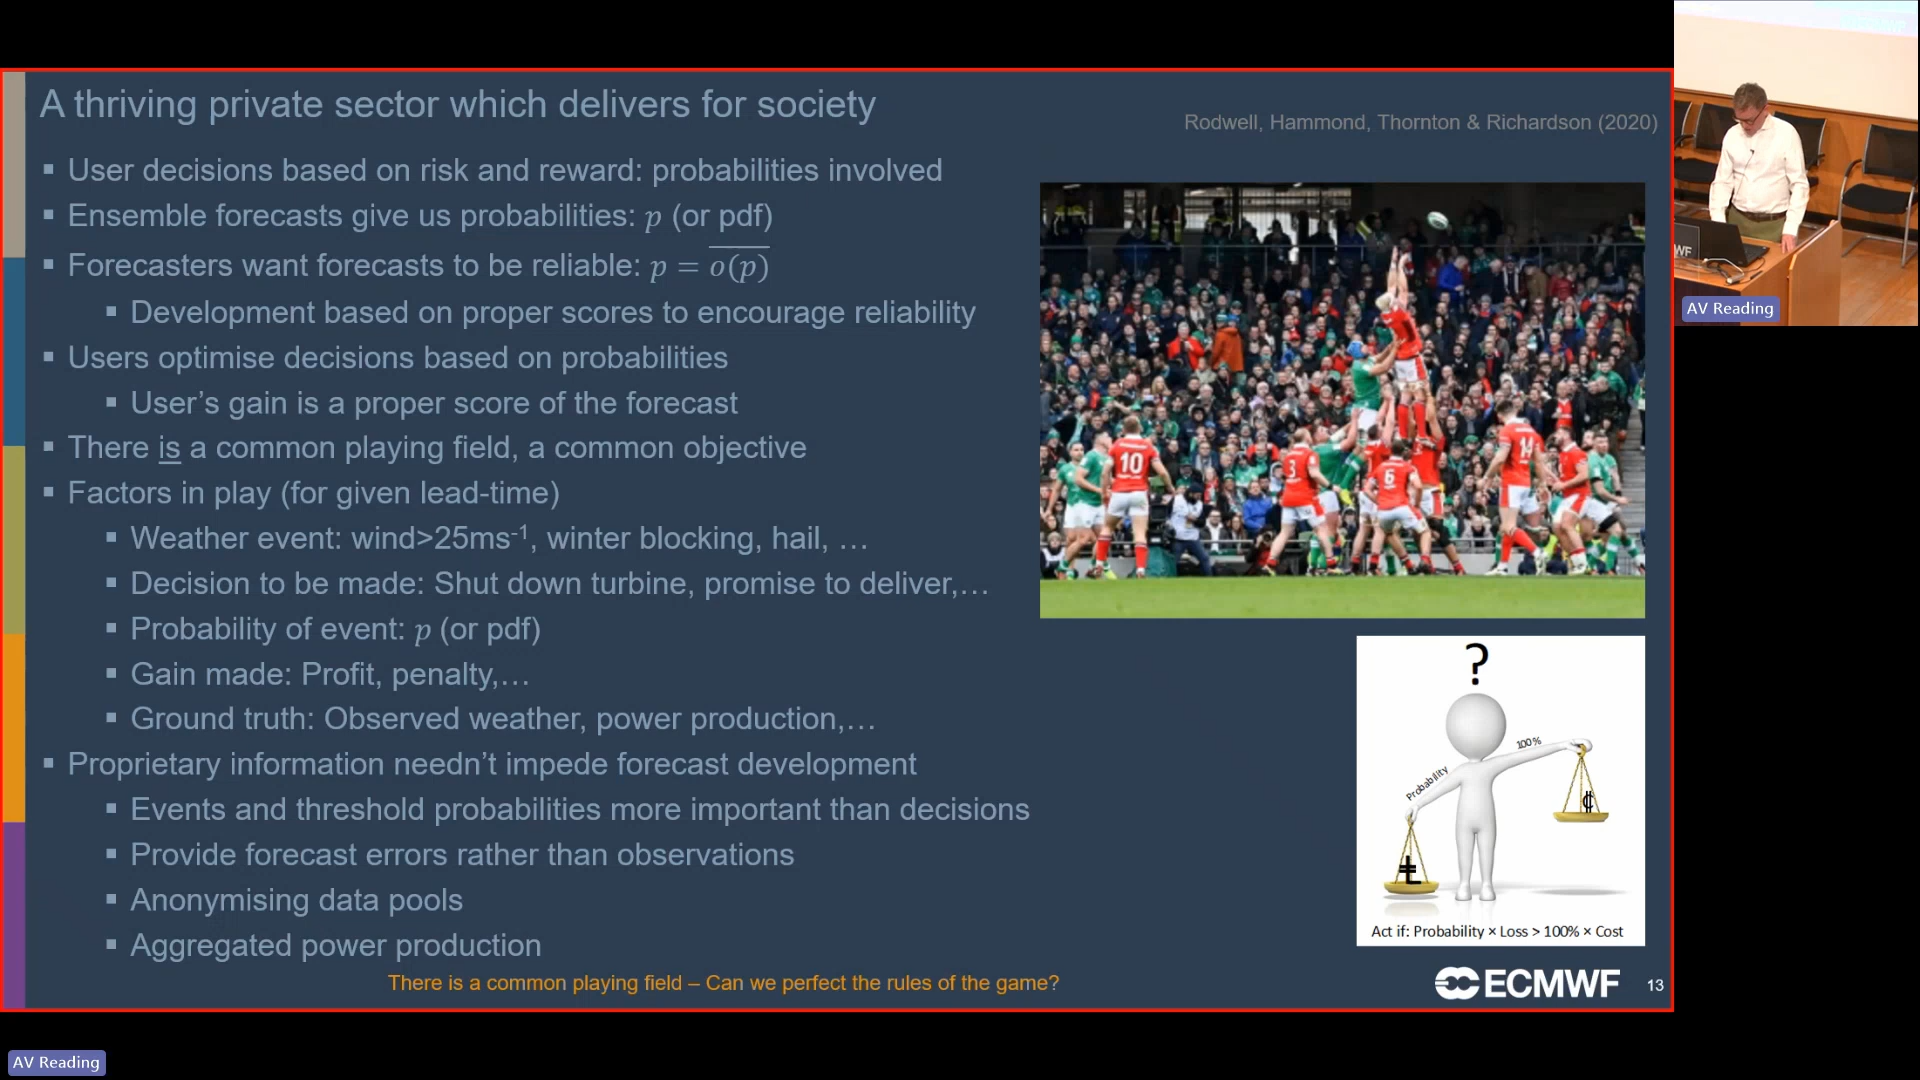 A thriving private sector which delivers for society
Rodwell, Hammond, Thornton & Richardson (2020)
▪ User decisions based on risk and reward: probabilities involved
▪ Ensemble forecasts give us probabilities: p (or pdf)
▪ Forecasters want forecasts to be reliable: p = \overline{o(p)}
▪ Development based on proper scores to encourage reliability
▪ Users optimise decisions based on probabilities
▪ User’s gain is a proper score of the forecast
▪ There is a common playing field, a common objective
▪ Factors in play (for given lead-time)
▪ Weather event: wind>25ms⁻¹, winter blocking, hail, …
▪ Decision to be made: Shut down turbine, promise to deliver,…
▪ Probability of event: p (or pdf)
▪ Gain made: Profit, penalty,…
▪ Ground truth: Observed weather, power production,…
▪ Proprietary information needn’t impede forecast development
▪ Events and threshold probabilities more important than decisions
▪ Provide forecast errors rather than observations
▪ Anonymising data pools
▪ Aggregated power production
There is a common playing field – Can we perfect the rules of the game?
10
3
6
14
?
Probability
100%
Ł
₵
Act if: Probability × Loss > 100% × Cost
ECMWF
13
WF
AV Reading
AV Reading